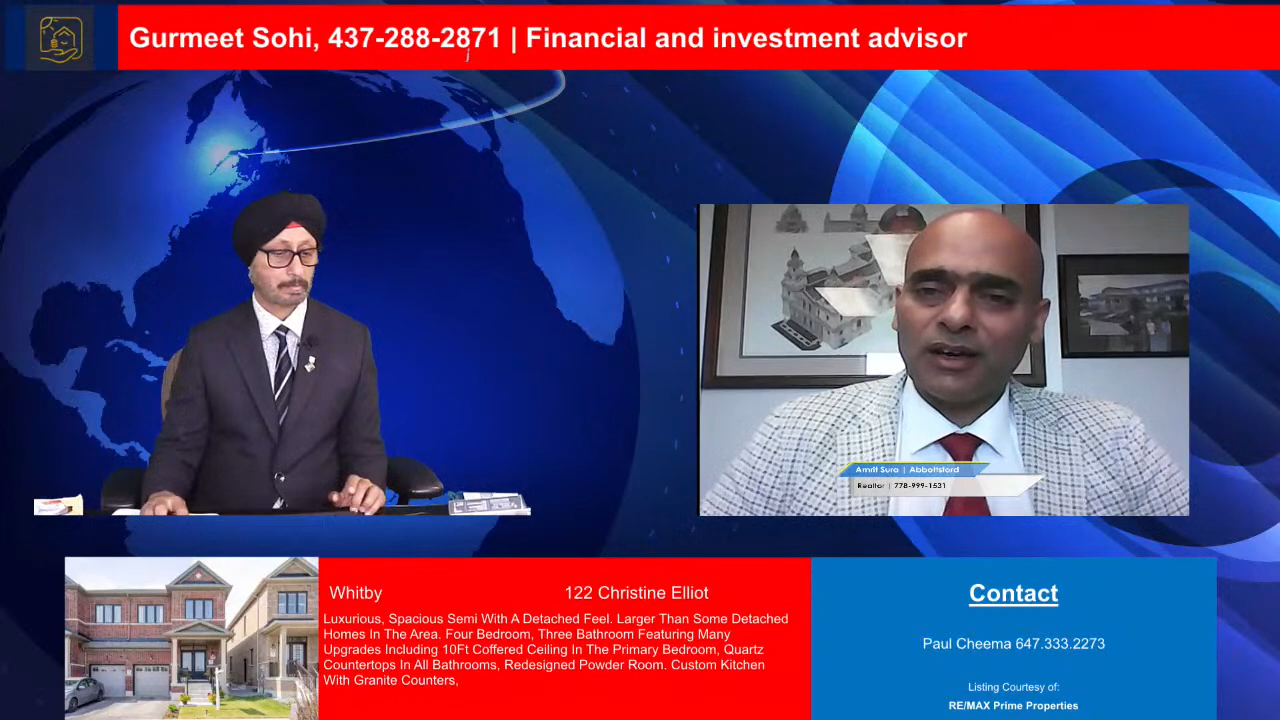 Gurmeet Sohi, 437-288-2871 | Financial and investment advisor
Amrit Sura | Abbottsford
Realtor | 778-999-1531
Whitby
122 Christine Elliot
Luxurious, Spacious Semi With A Detached Feel. Larger Than Some Detached
Homes In The Area. Four Bedroom, Three Bathroom Featuring Many
Upgrades Including 10Ft Coffered Ceiling In The Primary Bedroom, Quartz
Countertops In All Bathrooms, Redesigned Powder Room. Custom Kitchen
With Granite Counters,
Contact
Paul Cheema 647.333.2273
Listing Courtesy of:
RE/MAX Prime Properties